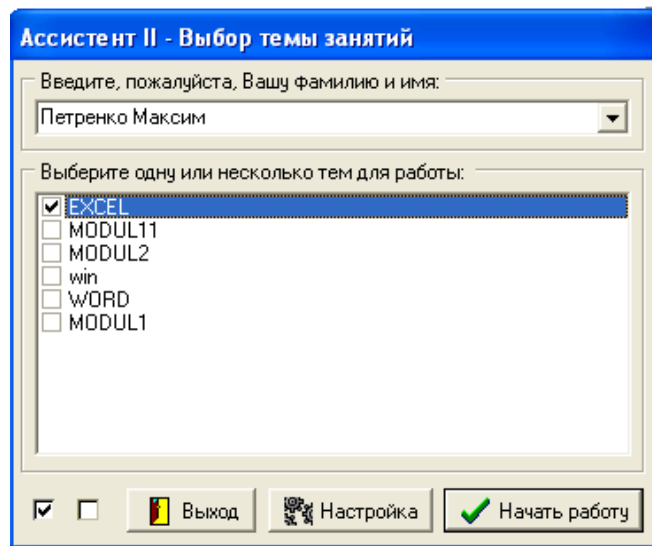 Ассистент II - Выбор темы занятий
Введите, пожалуйста, Вашу фамилию и имя:
Петренко Максим
Выберите одну или несколько тем для работы:
EXCEL
MODUL11
MODUL2
win
WORD
MODUL1
Выход Настройка Начать работу